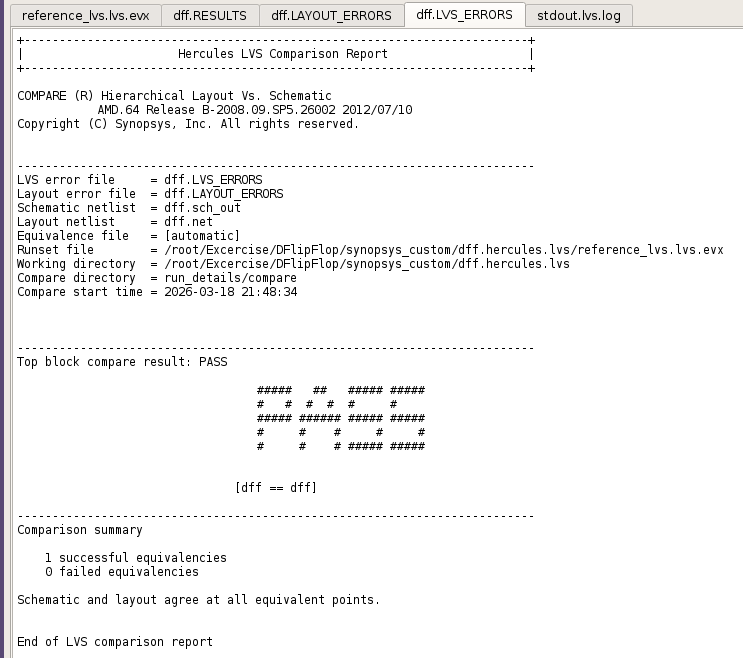 reference_lvs.lvs.evx dff.RESULTS dff.LAYOUT_ERRORS dff.LVS_ERRORS stdout.lvs.log
+-------------------------------------------------------------------------+
|                      Hercules LVS Comparison Report                    |
+-------------------------------------------------------------------------+
COMPARE (R) Hierarchical Layout Vs. Schematic
AMD.64 Release B-2008.09.SP5.26002 2012/07/10
Copyright (C) Synopsys, Inc. All rights reserved.
--------------------------------------------------------------------------
LVS error file     = dff.LVS_ERRORS
Layout error file  = dff.LAYOUT_ERRORS
Schematic netlist  = dff.sch_out
Layout netlist     = dff.net
Equivalence file   = [automatic]
Runset file        = /root/Excercise/DFlipFlop/synopsys_custom/dff.hercules.lvs/reference_lvs.lvs.evx
Working directory  = /root/Excercise/DFlipFlop/synopsys_custom/dff.hercules.lvs
Compare directory  = run_details/compare
Compare start time = 2026-03-18 21:48:34
--------------------------------------------------------------------------
Top block compare result: PASS
#####   ##   ##### #####
#   #  #  #  #     #
##### ###### ##### #####
#     #    #     #     #
#     #    # ##### #####
[dff == dff]
--------------------------------------------------------------------------
Comparison summary
1 successful equivalencies
0 failed equivalencies
Schematic and layout agree at all equivalent points.
End of LVS comparison report